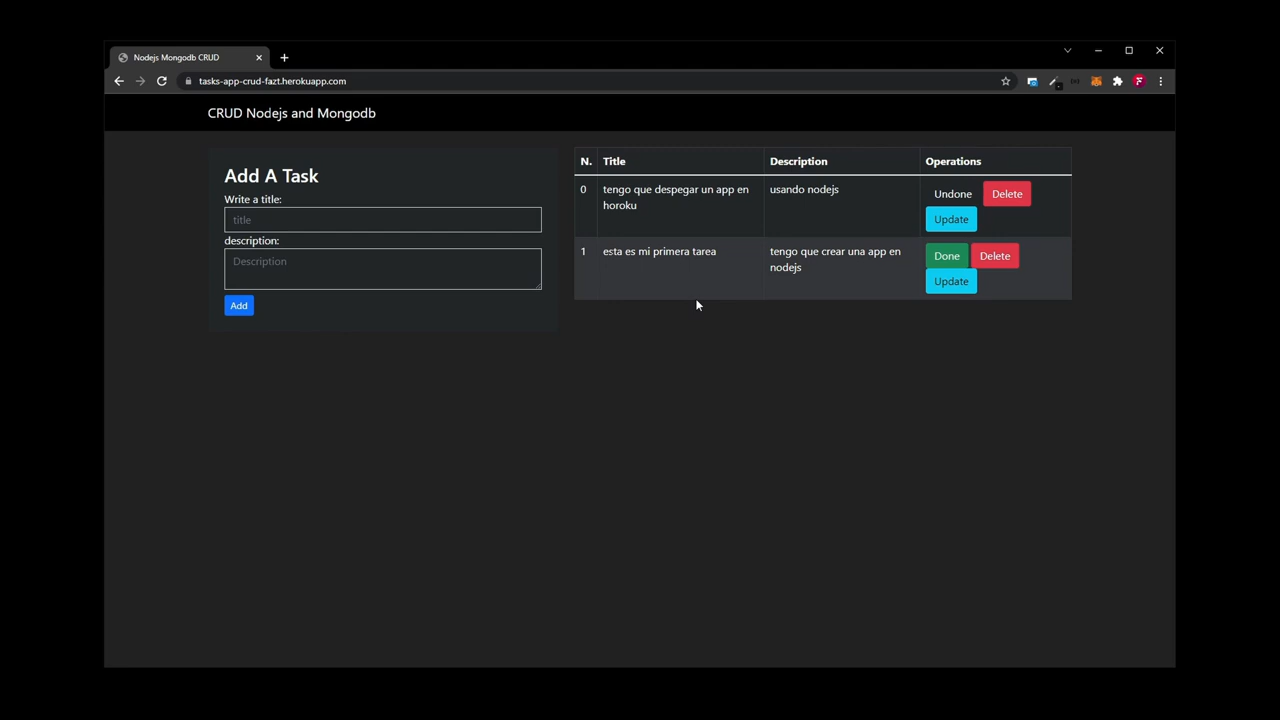 Nodejs Mongodb CRUD
tasks-app-crud-fazt.herokuapp.com
CRUD Nodejs and Mongodb
Add A Task
Write a title:
title
description:
Description
Add
N. Title Description Operations
0 tengo que despegar un app en usando nodejs Undone Delete
horoku
Update
1 esta es mi primera tarea tengo que crear una app en Done Delete
nodejs
Update